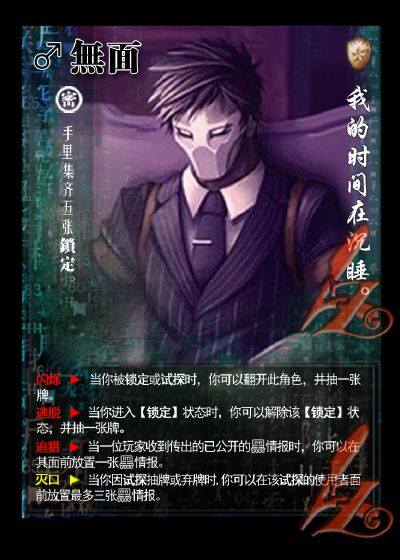 ♂無面
密
手里集齐五张鎖定。
我的时间在沉睡。
闪烁 ▶ 当你被锁定或试探时，你可以翻开此角色，并抽一张
牌。
逃脱 ▶ 当你进入【锁定】状态时，你可以解除该【锁定】状
态，并抽一张牌。
追猎 ▶ 当一位玩家收到传出的已公开的情报时，你可以在
其面前放置一张情报。
灭口 ▶ 当你因试探抽牌或弃牌时，你可以在该试探的使用者面
前放置最多三张情报。